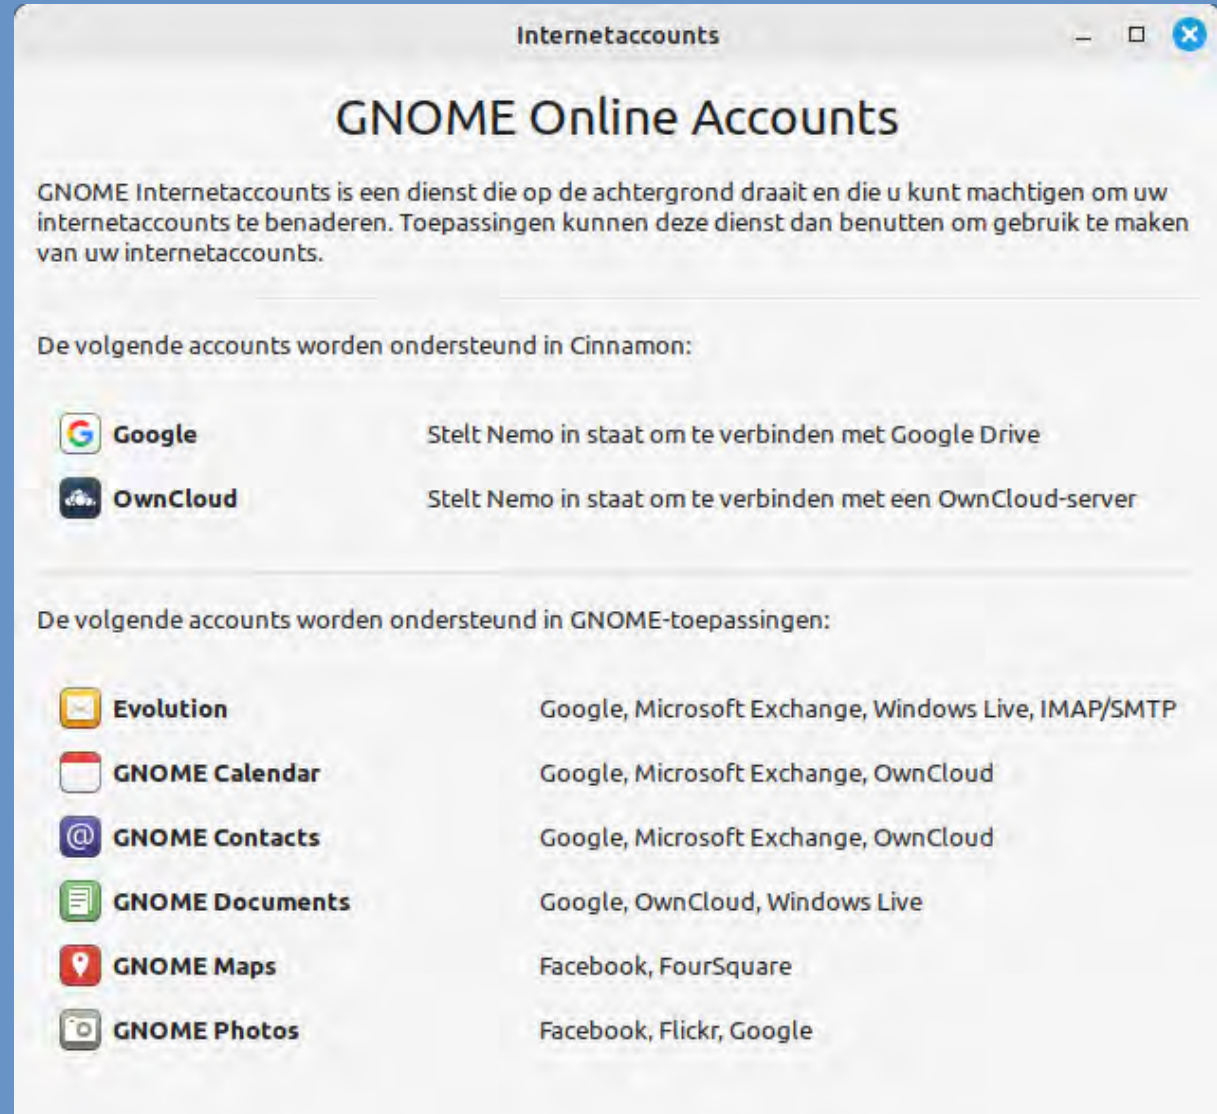 Internetaccounts
GNOME Online Accounts
GNOME Internetaccounts is een dienst die op de achtergrond draait en die u kunt machtigen om uw
internetaccounts te benaderen. Toepassingen kunnen deze dienst dan benutten om gebruik te maken
van uw internetaccounts.
De volgende accounts worden ondersteund in Cinnamon:
Google Stelt Nemo in staat om te verbinden met Google Drive
OwnCloud Stelt Nemo in staat om te verbinden met een OwnCloud-server
De volgende accounts worden ondersteund in GNOME-toepassingen:
Evolution Google, Microsoft Exchange, Windows Live, IMAP/SMTP
GNOME Calendar Google, Microsoft Exchange, OwnCloud
GNOME Contacts Google, Microsoft Exchange, OwnCloud
GNOME Documents Google, OwnCloud, Windows Live
GNOME Maps Facebook, FourSquare
GNOME Photos Facebook, Flickr, Google